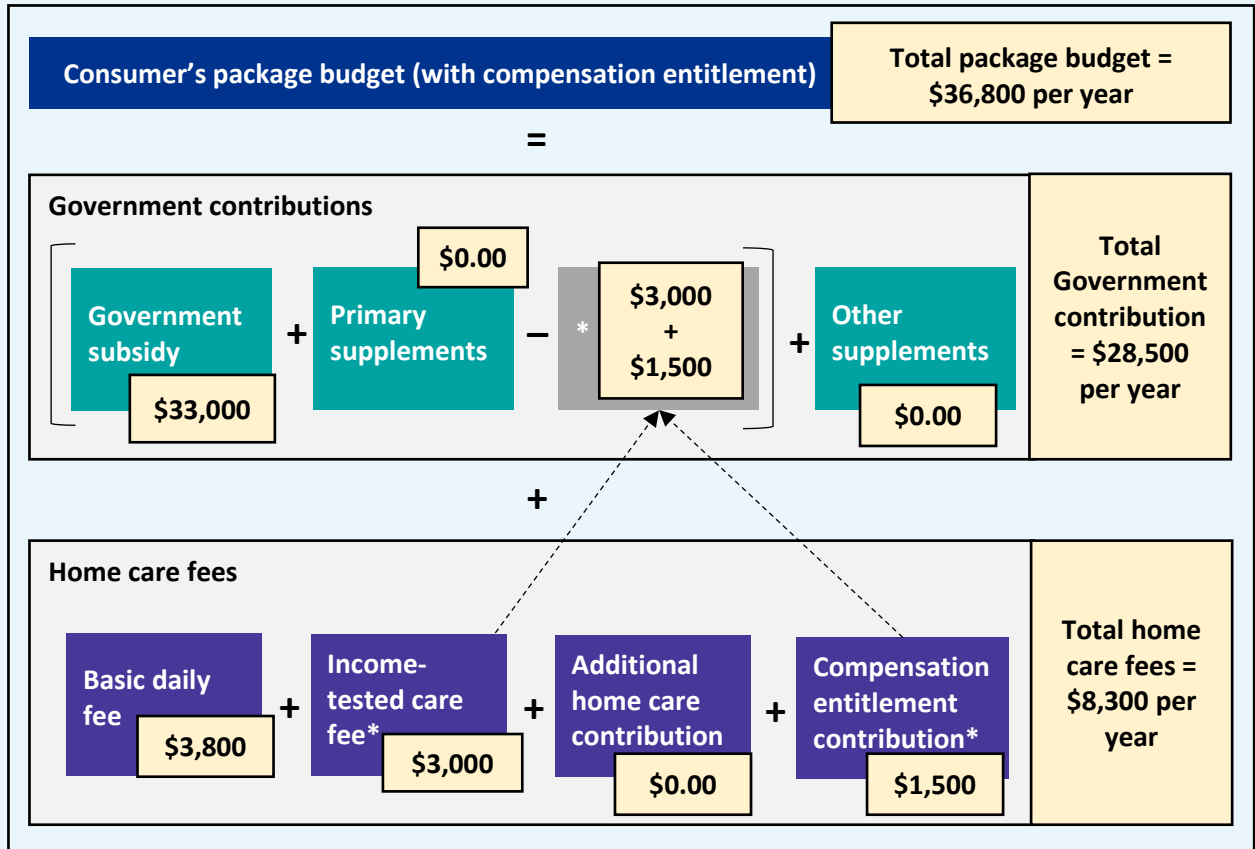 Consumer’s package budget (with compensation entitlement)
Total package budget =
$36,800 per year
=
Government contributions
Government
subsidy
$33,000
+
Primary
supplements
$0.00
–
*
$3,000
+
$1,500
+
Other
supplements
$0.00
Total
Government
contribution
= $28,500
per year
+
Home care fees
Basic daily
fee
$3,800
+
Income-
tested care
fee*
$3,000
+
Additional
home care
contribution
$0.00
+
Compensation
entitlement
contribution*
$1,500
Total home
care fees =
$8,300 per
year